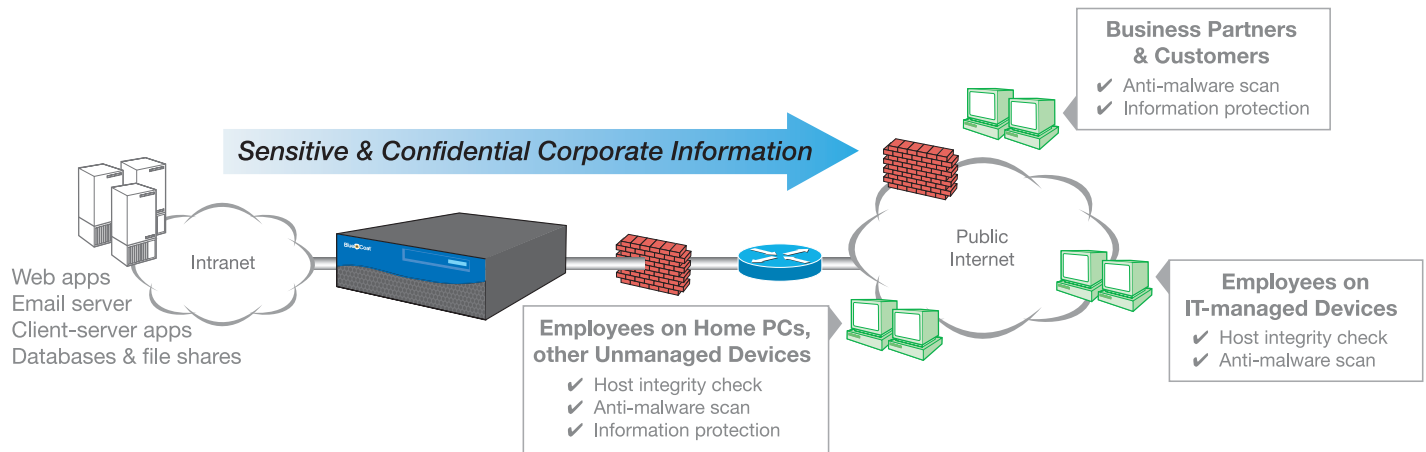 Business Partners
& Customers
✔ Anti-malware scan
✔ Information protection
Sensitive & Confidential Corporate Information
Blue Coat
Intranet
Public
Internet
Web apps
Email server
Client-server apps
Databases & file shares
Employees on Home PCs,
other Unmanaged Devices
✔ Host integrity check
✔ Anti-malware scan
✔ Information protection
Employees on
IT-managed Devices
✔ Host integrity check
✔ Anti-malware scan